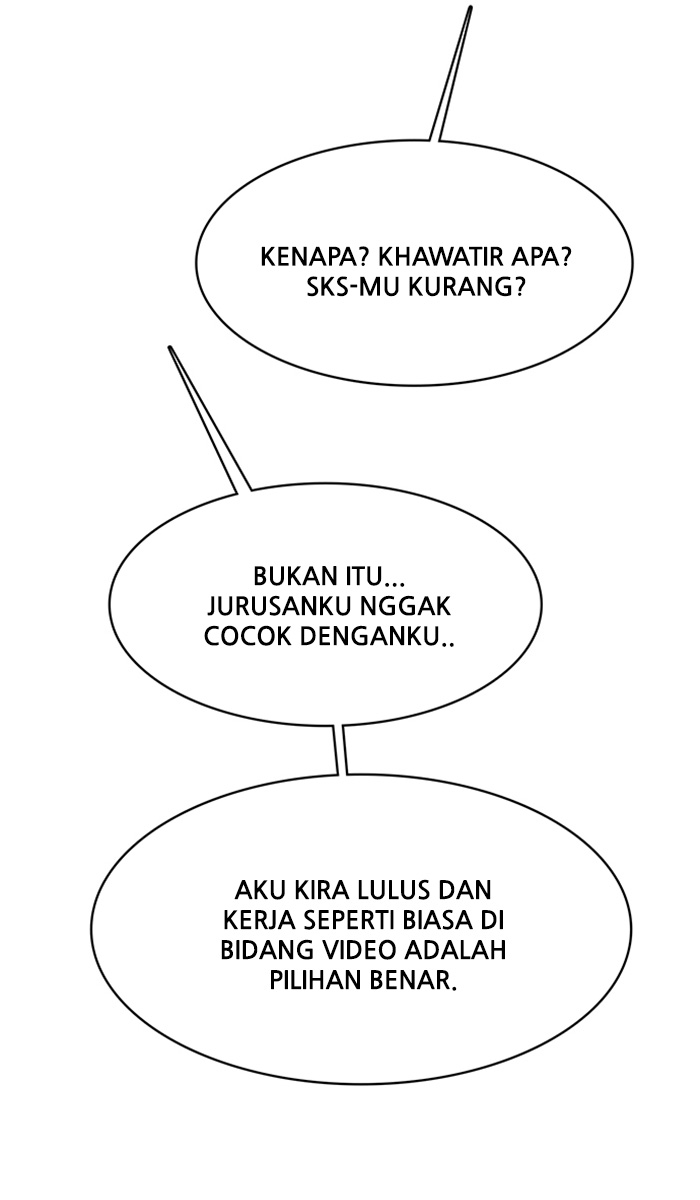 KENAPA? KHAWATIR APA?
SKS-MU KURANG?
BUKAN ITU...
JURUSANKU NGGAK
COCOK DENGANKU..
AKU KIRA LULUS DAN
KERJA SEPERTI BIASA DI
BIDANG VIDEO ADALAH
PILIHAN BENAR.